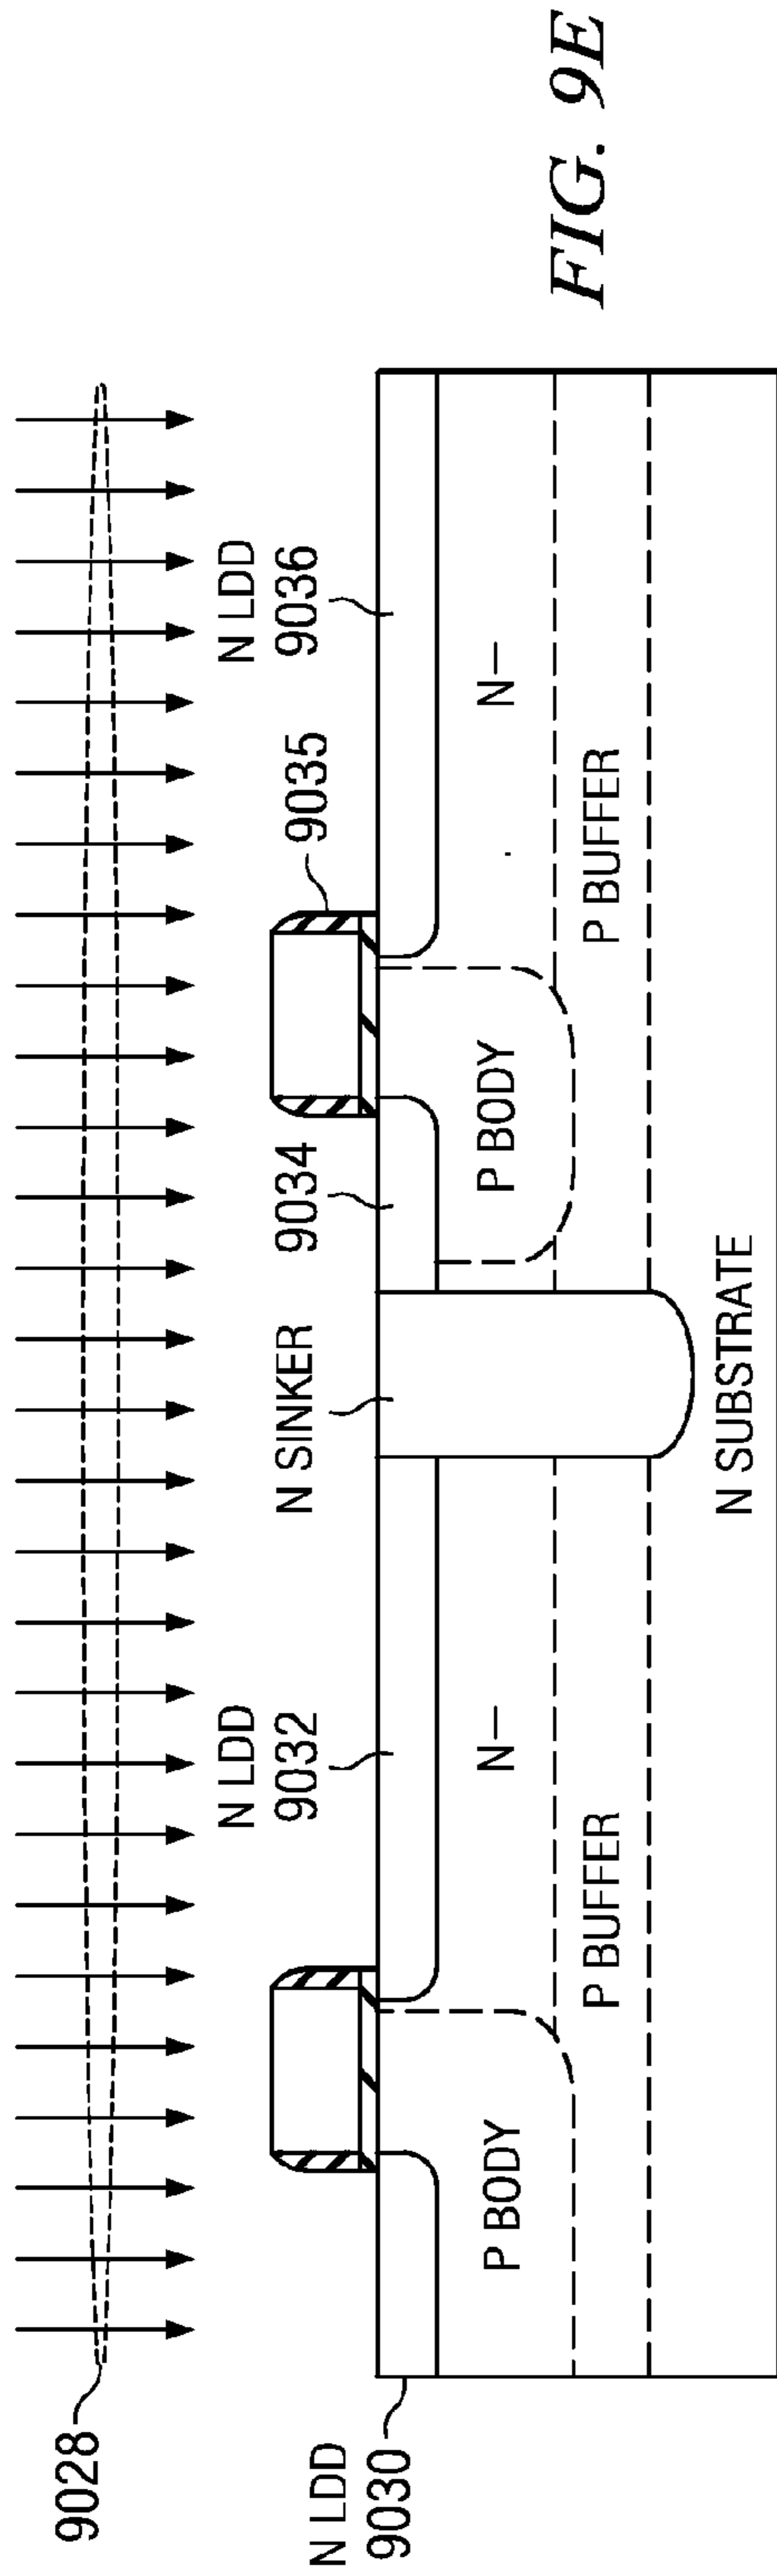 9028
N LDD
9030
N LDD
9032
N SINKER
9034
9035
N LDD
9036
P BODY
N–
P BODY
N–
P BUFFER
P BUFFER
N SUBSTRATE
FIG. 9E